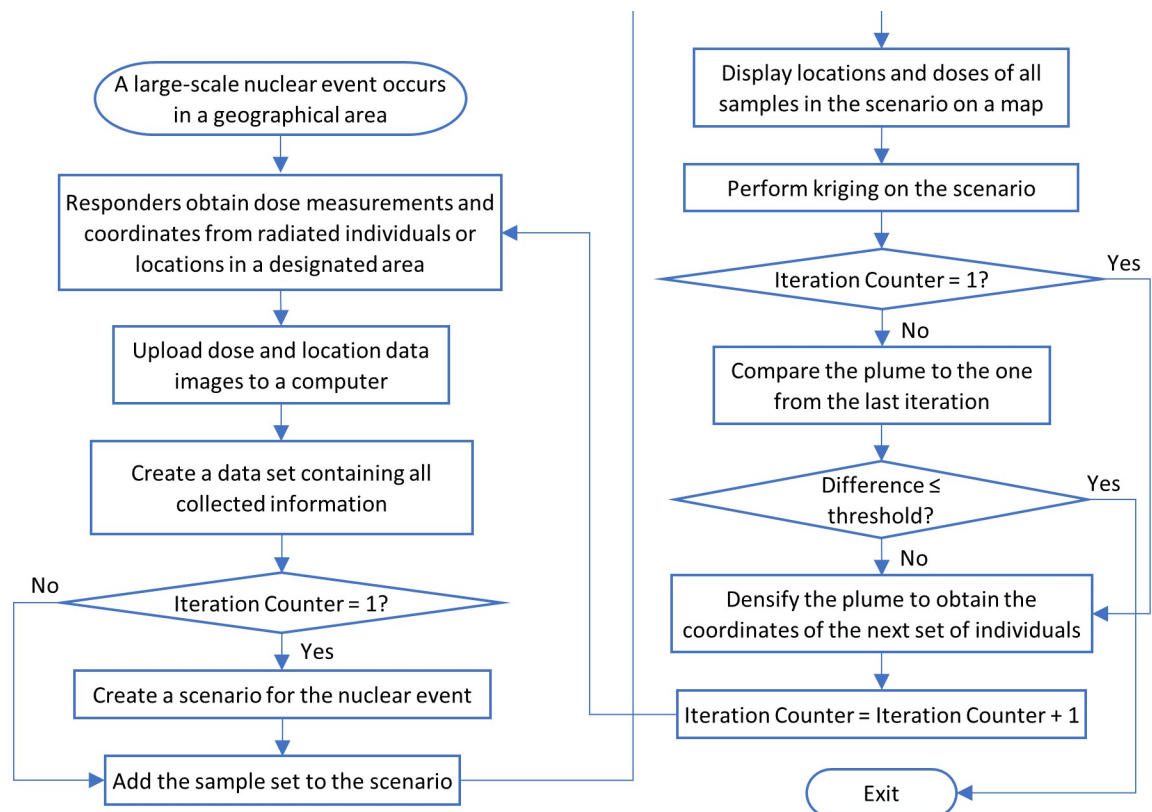 A large-scale nuclear event occurs
in a geographical area
Responders obtain dose measurements and
coordinates from radiated individuals or
locations in a designated area
Upload dose and location data
images to a computer
Create a data set containing all
collected information
Iteration Counter = 1?
No
Yes
Create a scenario for the nuclear event
Add the sample set to the scenario
Display locations and doses of all
samples in the scenario on a map
Perform kriging on the scenario
Iteration Counter = 1?
Yes
No
Compare the plume to the one
from the last iteration
Difference ≤
threshold?
Yes
No
Densify the plume to obtain the
coordinates of the next set of individuals
Iteration Counter = Iteration Counter + 1
Exit